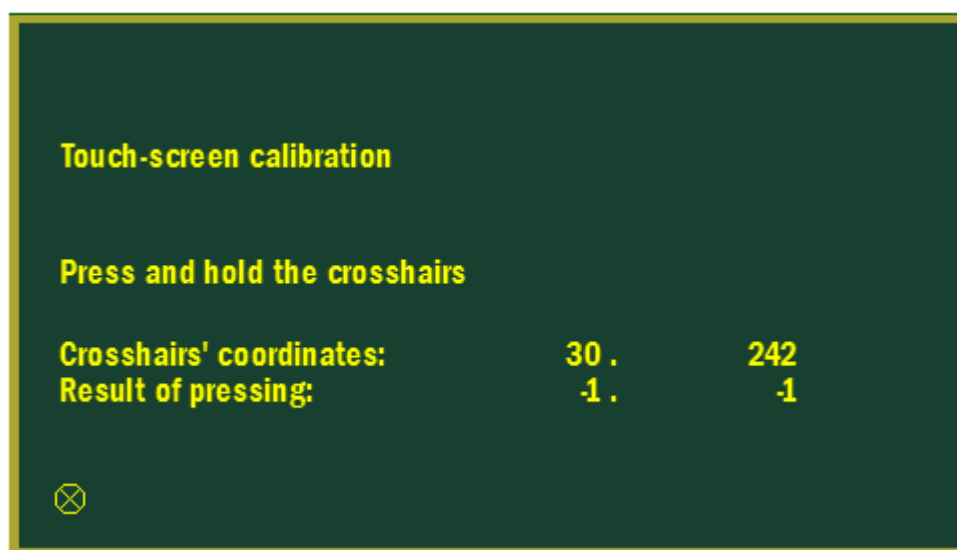 Touch-screen calibration
Press and hold the crosshairs
Crosshairs' coordinates: 30 . 242
Result of pressing: -1 . -1